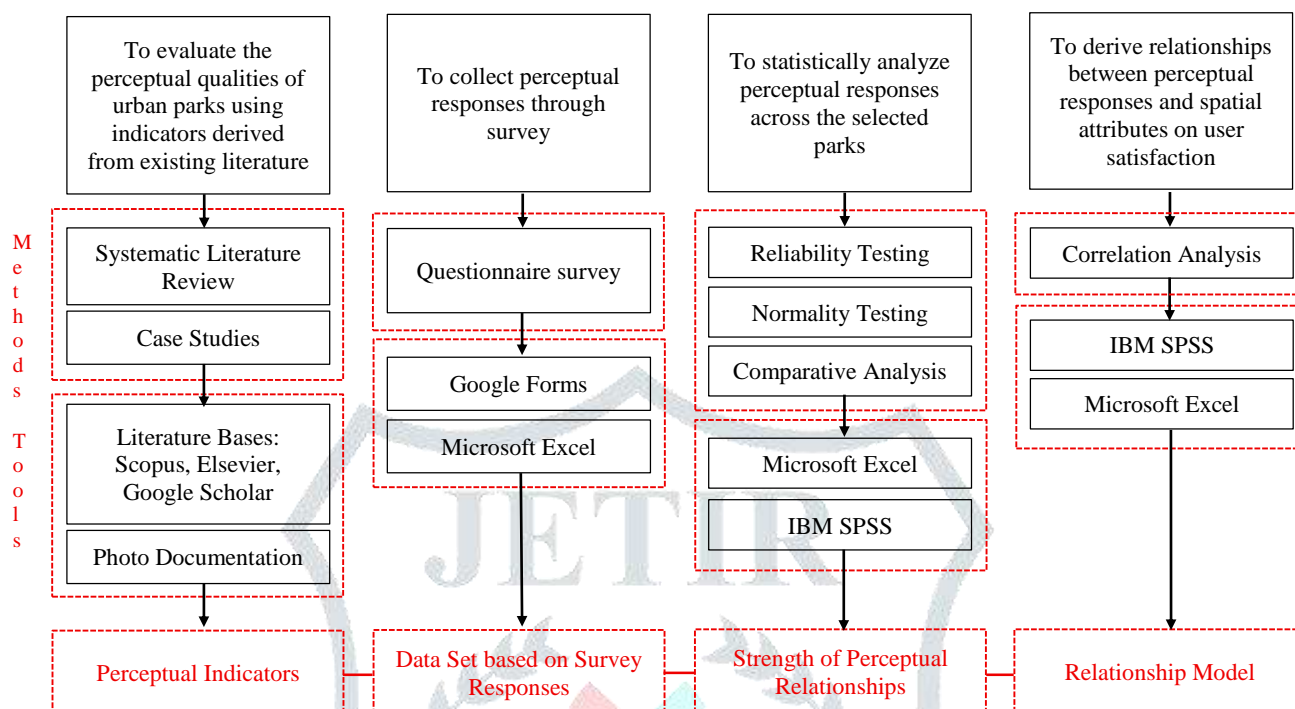 To evaluate the
perceptual qualities of
urban parks using
indicators derived
from existing literature
To collect perceptual
responses through
survey
To statistically analyze
perceptual responses
across the selected
parks
To derive relationships
between perceptual
responses and spatial
attributes on user
satisfaction
Methods
Systematic Literature
Review
Case Studies
Questionnaire survey
Reliability Testing
Normality Testing
Comparative Analysis
Correlation Analysis
Tools
Literature Bases:
Scopus, Elsevier,
Google Scholar
Photo Documentation
Google Forms
Microsoft Excel
Microsoft Excel
IBM SPSS
IBM SPSS
Microsoft Excel
JETIR
Perceptual Indicators
Data Set based on Survey
Responses
Strength of Perceptual
Relationships
Relationship Model